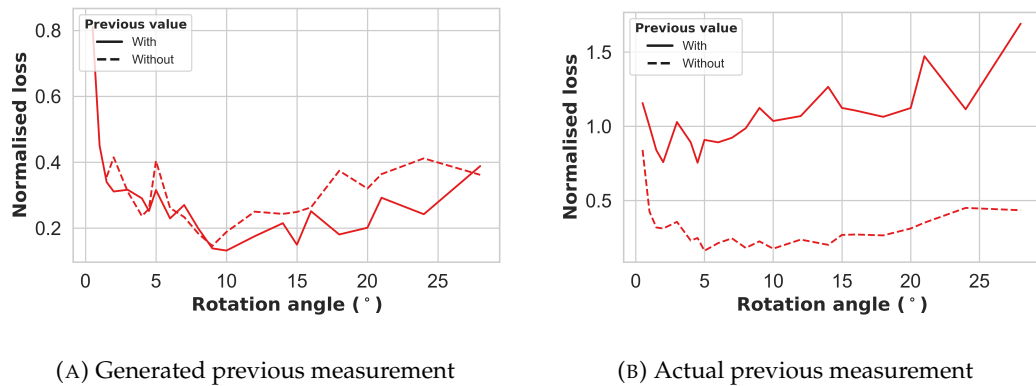 0.8
0.6
0.4
0.2
Normalised loss
Previous value
With
Without
0 5 10 15 20 25
Rotation angle (°)
(A) Generated previous measurement
1.5
1.0
0.5
Normalised loss
Previous value
With
Without
0 5 10 15 20 25
Rotation angle (°)
(B) Actual previous measurement